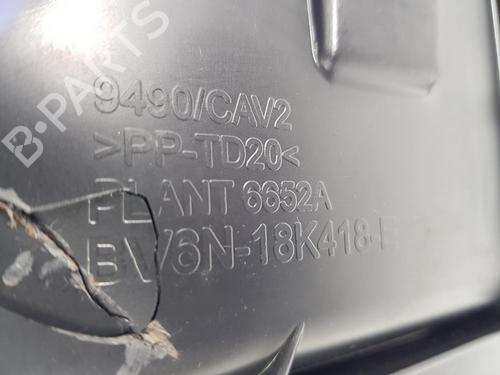 B-PARTS
9490/CAV2
>PP-TD20<
PLANT 6652A
BV6N-18K418-